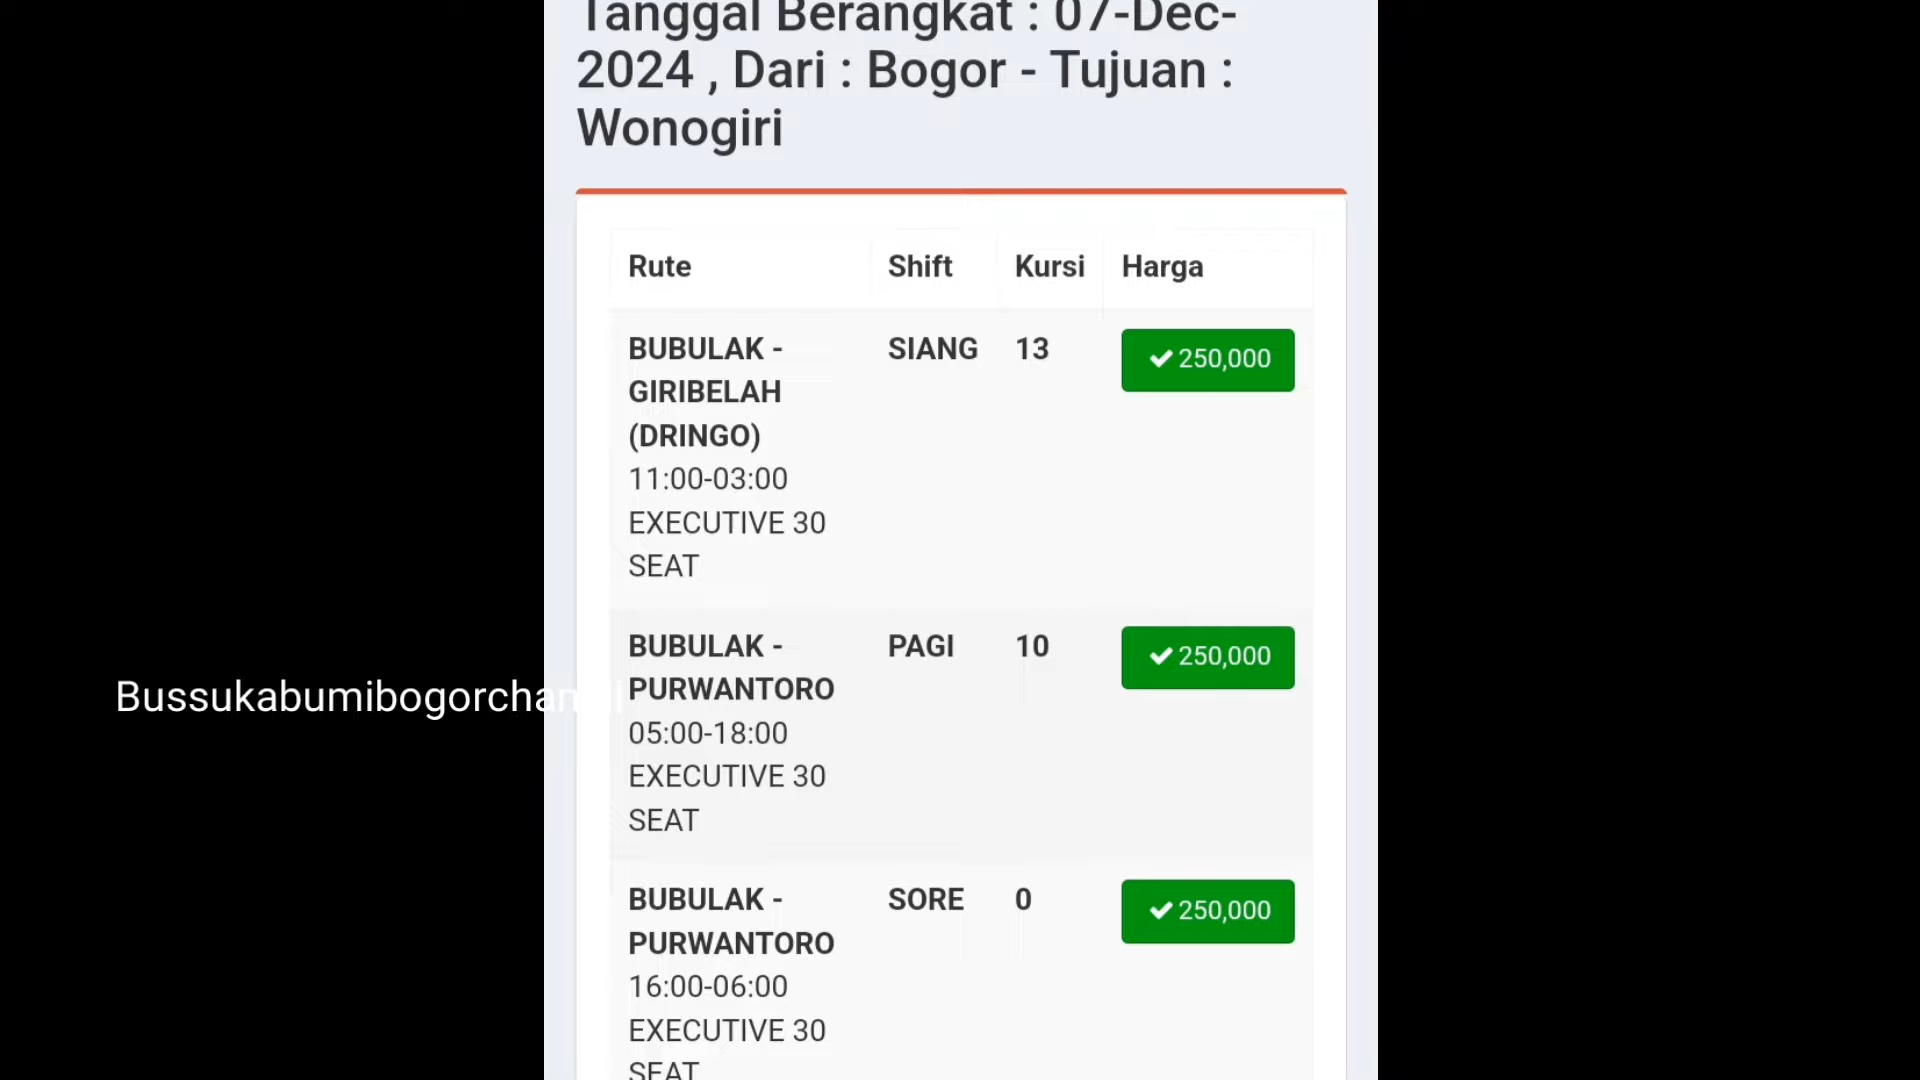 Tanggal Berangkat : 07-Dec-
2024 , Dari : Bogor - Tujuan :
Wonogiri
Rute Shift Kursi Harga
BUBULAK - SIANG 13 250,000
GIRIBELAH
(DRINGO)
11:00-03:00
EXECUTIVE 30
SEAT
BUBULAK - PAGI 10 250,000
PURWANTORO
05:00-18:00
EXECUTIVE 30
SEAT
BUBULAK - SORE 0 250,000
PURWANTORO
16:00-06:00
EXECUTIVE 30
SEAT